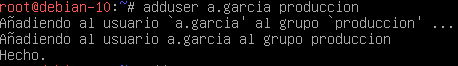 root@debian-10:~# adduser a.garcia produccion
Añadiendo al usuario `a.garcia' al grupo `produccion' ...
Añadiendo al usuario a.garcia al grupo produccion
Hecho.